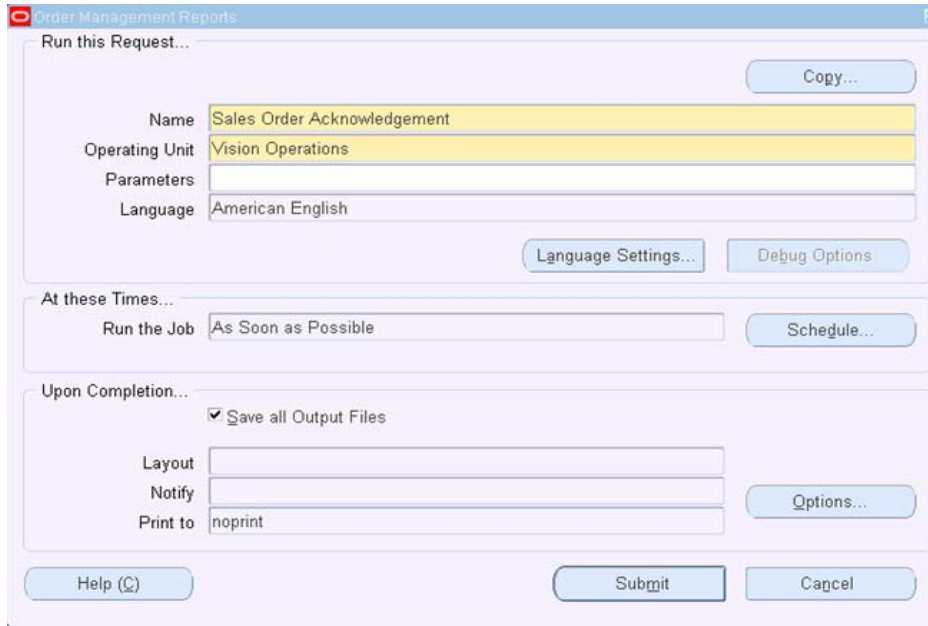 Order Management Reports
Run this Request...
Copy...
Name Sales Order Acknowledgement
Operating Unit Vision Operations
Parameters
Language American English
Language Settings... Debug Options
At these Times...
Run the Job As Soon as Possible Schedule...
Upon Completion...
Save all Output Files
Layout
Notify
Options...
Print to noprint
Help (C) Submit Cancel